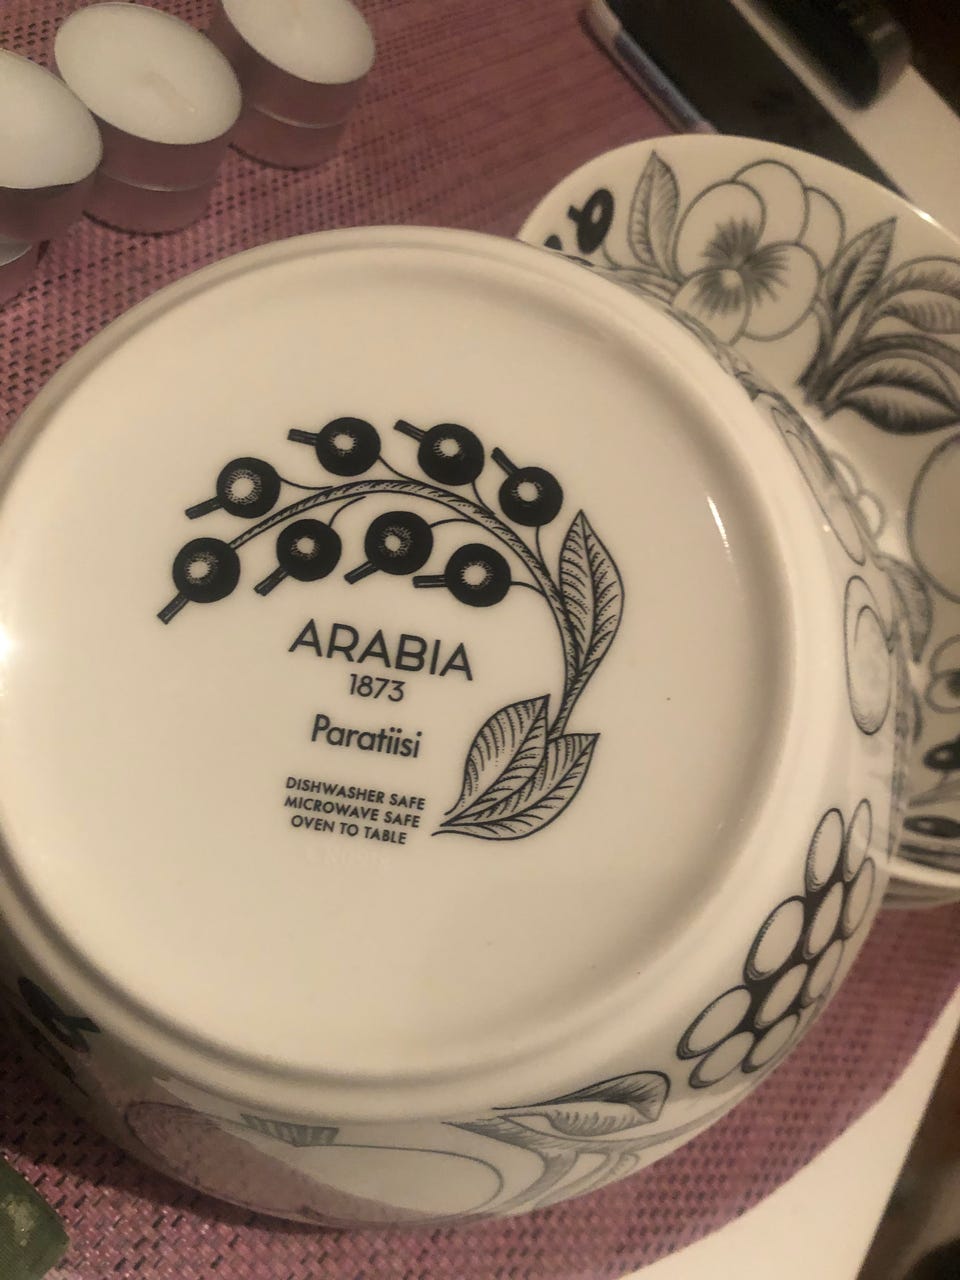 ARABIA
1873
Paratiisi
DISHWASHER SAFE
MICROWAVE SAFE
OVEN TO TABLE